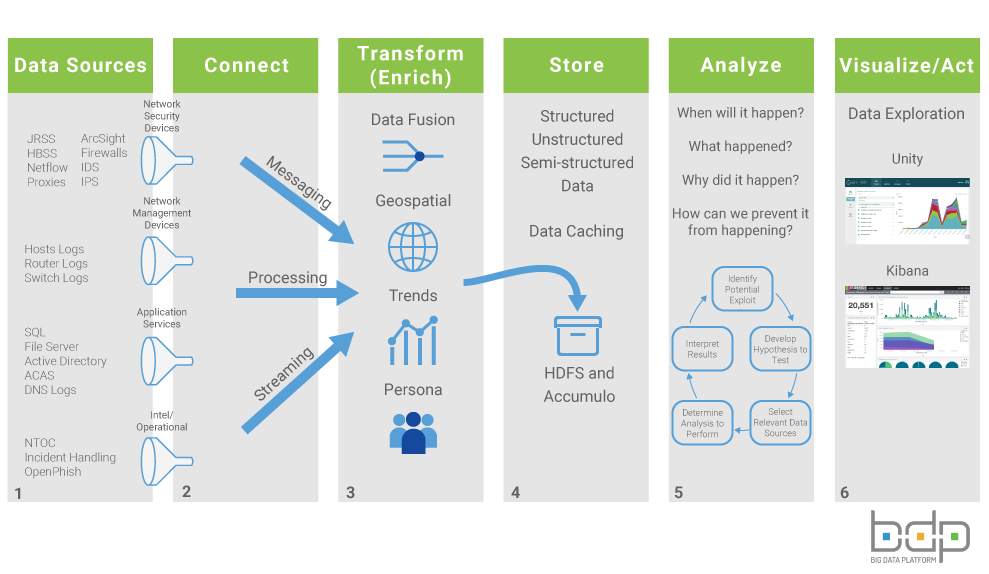 Data Sources
Connect
Transform
(Enrich)
Store
Analyze
Visualize/Act
Network
Security
Devices
JRSS
HBSS
Netflow
Proxies
ArcSight
Firewalls
IDS
IPS
Network
Management
Devices
Hosts Logs
Router Logs
Switch Logs
Application
Services
SQL
File Server
Active Directory
ACAS
DNS Logs
Intel/
Operational
NTOC
Incident Handling
OpenPhish
1
Messaging
Processing
Streaming
2
Data Fusion
Geospatial
Trends
Persona
3
Structured
Unstructured
Semi-structured
Data
Data Caching
HDFS and
Accumulo
4
When will it happen?
What happened?
Why did it happen?
How can we prevent it
from happening?
Identify
Potential
Exploit
Develop
Hypothesis to
Test
Select
Relevant Data
Sources
Determine
Analysis to
Perform
Interpret
Results
5
Data Exploration
Unity
Kibana
20,551
6
bdp
BIG DATA PLATFORM